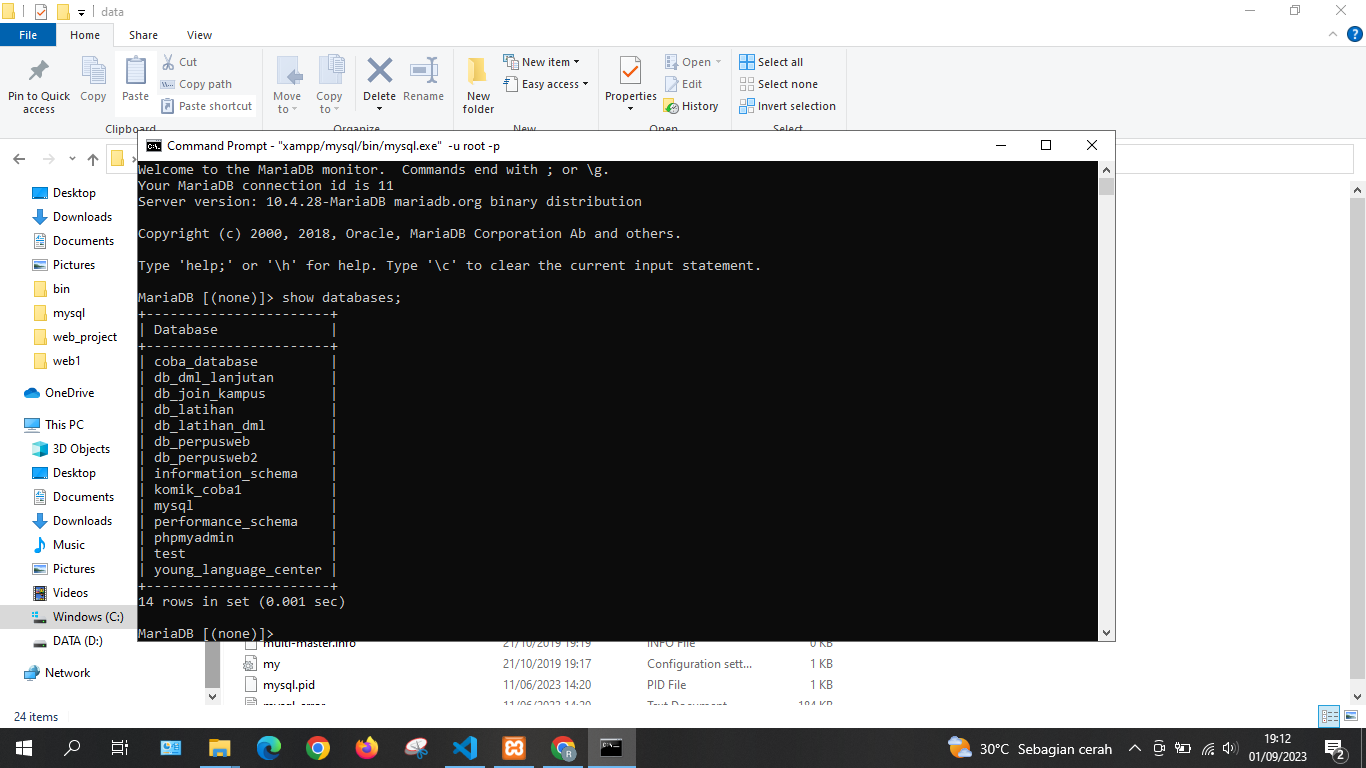 data
File Home Share View
Pin to Quick access
Copy
Paste
Cut
Copy path
Paste shortcut
Clipboard
Move to
Copy to
Delete
Rename
Organize
New folder
New item
Easy access
New
Properties
Open
Edit
History
Open
Select all
Select none
Invert selection
Select
Desktop
Downloads
Documents
Pictures
bin
mysql
web_project
web1
OneDrive
This PC
3D Objects
Desktop
Documents
Downloads
Music
Pictures
Videos
Windows (C:)
DATA (D:)
Network
Command Prompt - "xampp/mysql/bin/mysql.exe" -u root -p
Welcome to the MariaDB monitor.  Commands end with ; or \g.
Your MariaDB connection id is 11
Server version: 10.4.28-MariaDB mariadb.org binary distribution
Copyright (c) 2000, 2018, Oracle, MariaDB Corporation Ab and others.
Type 'help;' or '\h' for help. Type '\c' to clear the current input statement.
MariaDB [(none)]> show databases;
+-----------------------+
| Database              |
+-----------------------+
| coba_database         |
| db_dml_lanjutan       |
| db_join_kampus        |
| db_latihan            |
| db_latihan_dml        |
| db_perpusweb          |
| db_perpusweb2         |
| information_schema    |
| komik_coba1           |
| mysql                 |
| performance_schema    |
| phpmyadmin            |
| test                  |
| young_language_center |
+-----------------------+
14 rows in set (0.001 sec)
MariaDB [(none)]>
multi-master.info 21/10/2019 19:19 INFO File 0 KB
my 21/10/2019 19:17 Configuration sett... 1 KB
mysql.pid 11/06/2023 14:20 PID File 1 KB
mysql_error 11/06/2023 14:20 Text Document 184 KB
24 items
30°C Sebagian cerah
19:12
01/09/2023
2